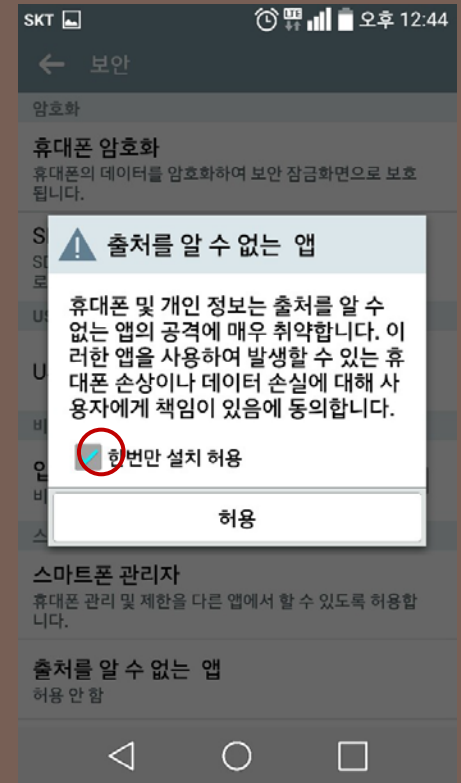 SKT LTE 오후 12:44
보안
암호화
휴대폰 암호화
휴대폰의 데이터를 암호화하여 보안 잠금화면으로 보호
됩니다.
출처를 알 수 없는 앱
휴대폰 및 개인 정보는 출처를 알 수
없는 앱의 공격에 매우 취약합니다. 이
러한 앱을 사용하여 발생할 수 있는 휴
대폰 손상이나 데이터 손실에 대해 사
용자에게 책임이 있음에 동의합니다.
한번만 설치 허용
허용
스마트폰 관리자
휴대폰 관리 및 제한을 다른 앱에서 할 수 있도록 허용합
니다.
출처를 알 수 없는 앱
허용 안 함